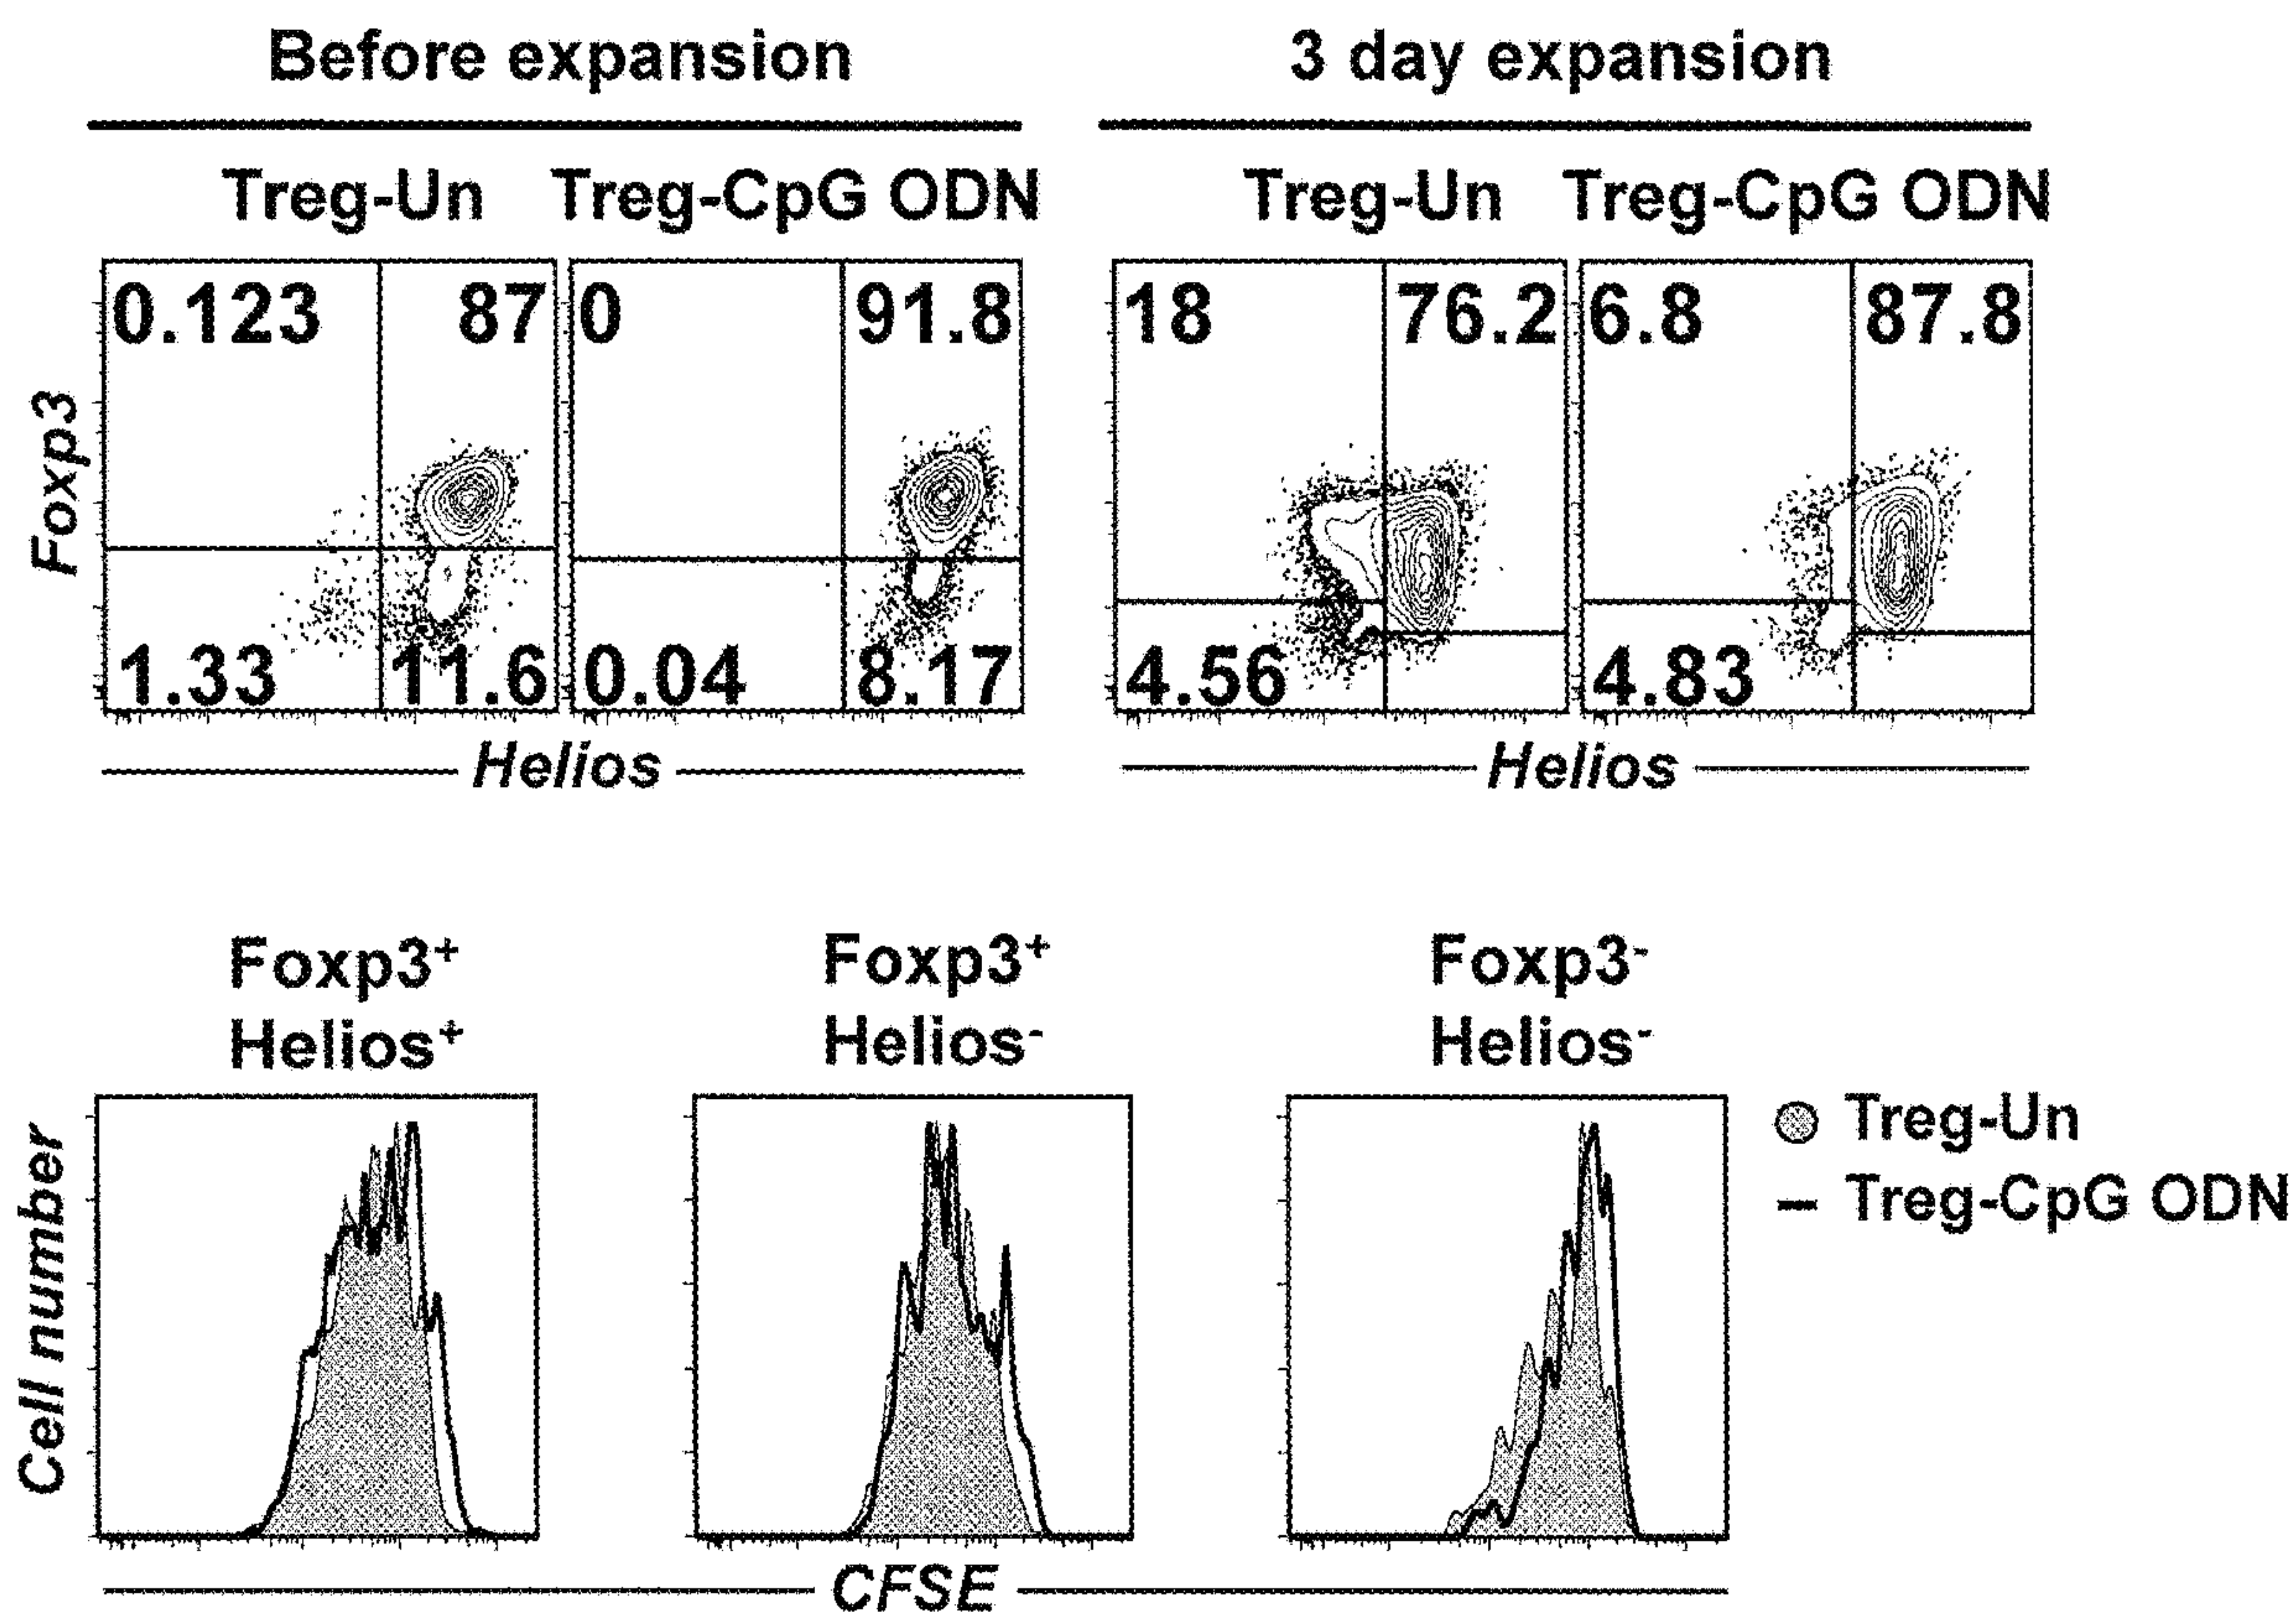 Before expansion
3 day expansion
Treg-Un
Treg-CpG ODN
Treg-Un
Treg-CpG ODN
0.123
87
0
91.8
18
76.2
6.8
87.8
Foxp3
1.33
11.6
0.04
8.17
4.56
4.83
Helios
Helios
Foxp3⁺
Helios⁺
Foxp3⁺
Helios⁻
Foxp3⁻
Helios⁻
Treg-Un
Treg-CpG ODN
Cell number
CFSE